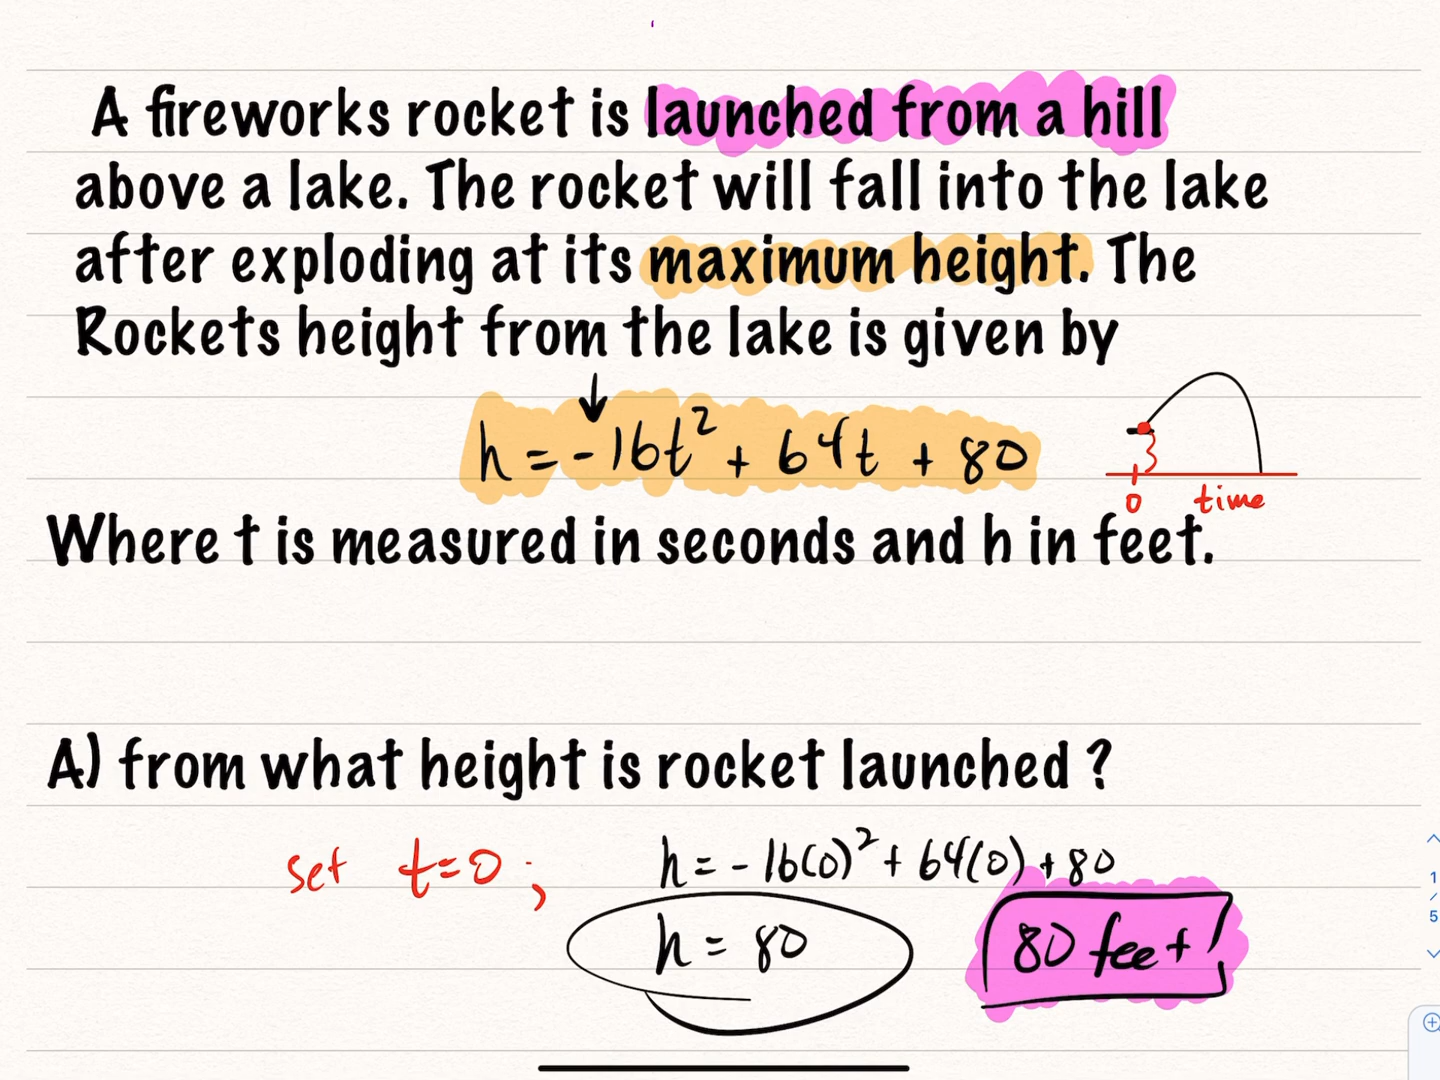 A fireworks rocket is launched from a hill
above a lake. The rocket will fall into the lake
after exploding at its maximum height. The
Rockets height from the lake is given by
h = -16t² + 64t + 80
0 time
Where t is measured in seconds and h in feet.
A) from what height is rocket launched ?
set t=0 ; h = -16(0)² + 64(0) + 80
h = 80 80 feet
1
/
5